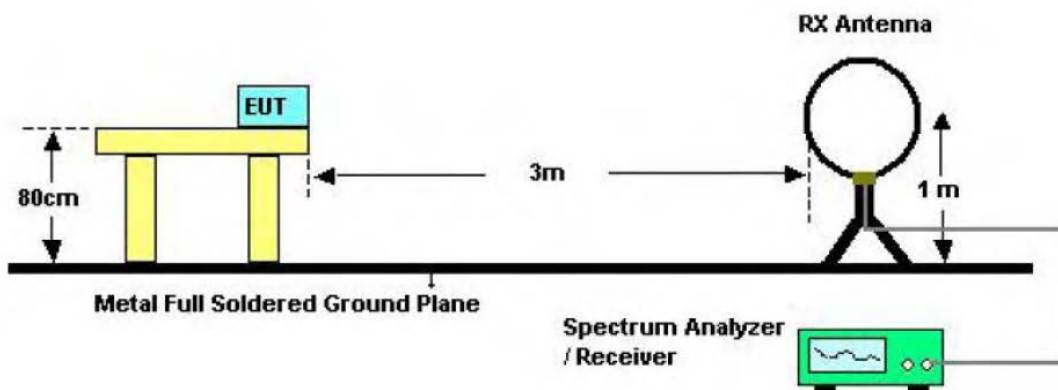 RX Antenna
EUT
3m
80cm
1 m
Metal Full Soldered Ground Plane
Spectrum Analyzer
/ Receiver